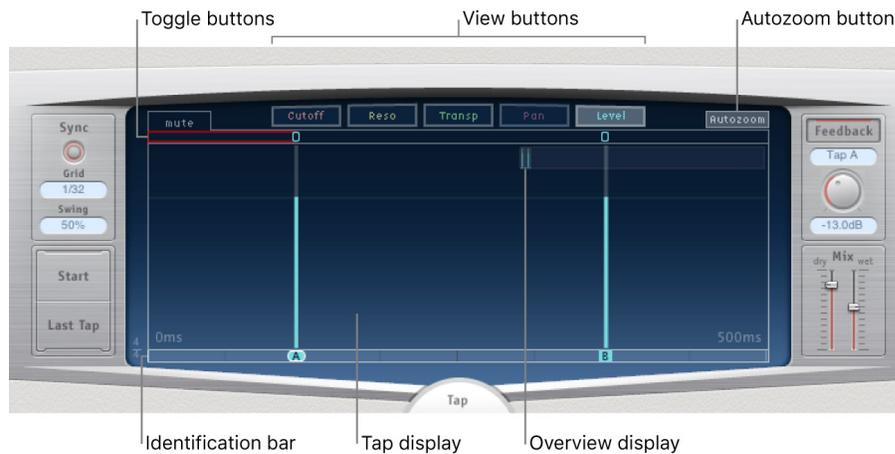 Toggle buttons
View buttons
Autozoom button
mute
Cutoff
Reso
Transp
Pan
Level
Autozoom
Sync
Grid
1/32
Swing
50%
Start
Last Tap
Feedback
Tap A
-13.0dB
dry Mix wet
0ms
500ms
4
4
A
B
Tap
Identification bar
Tap display
Overview display